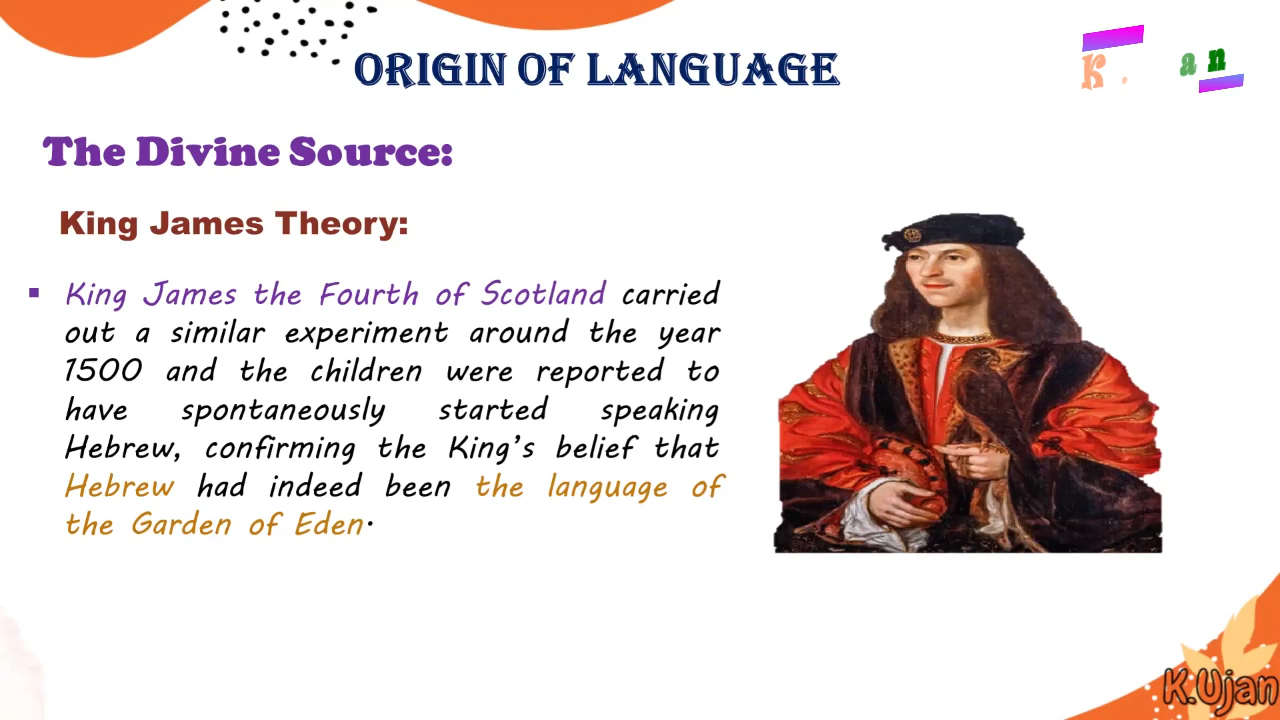 ORIGIN OF LANGUAGE
K. an
The Divine Source:
King James Theory:
▪ King James the Fourth of Scotland carried
out a similar experiment around the year
1500 and the children were reported to
have spontaneously started speaking
Hebrew, confirming the King's belief that
Hebrew had indeed been the language of
the Garden of Eden.
K.Ujan